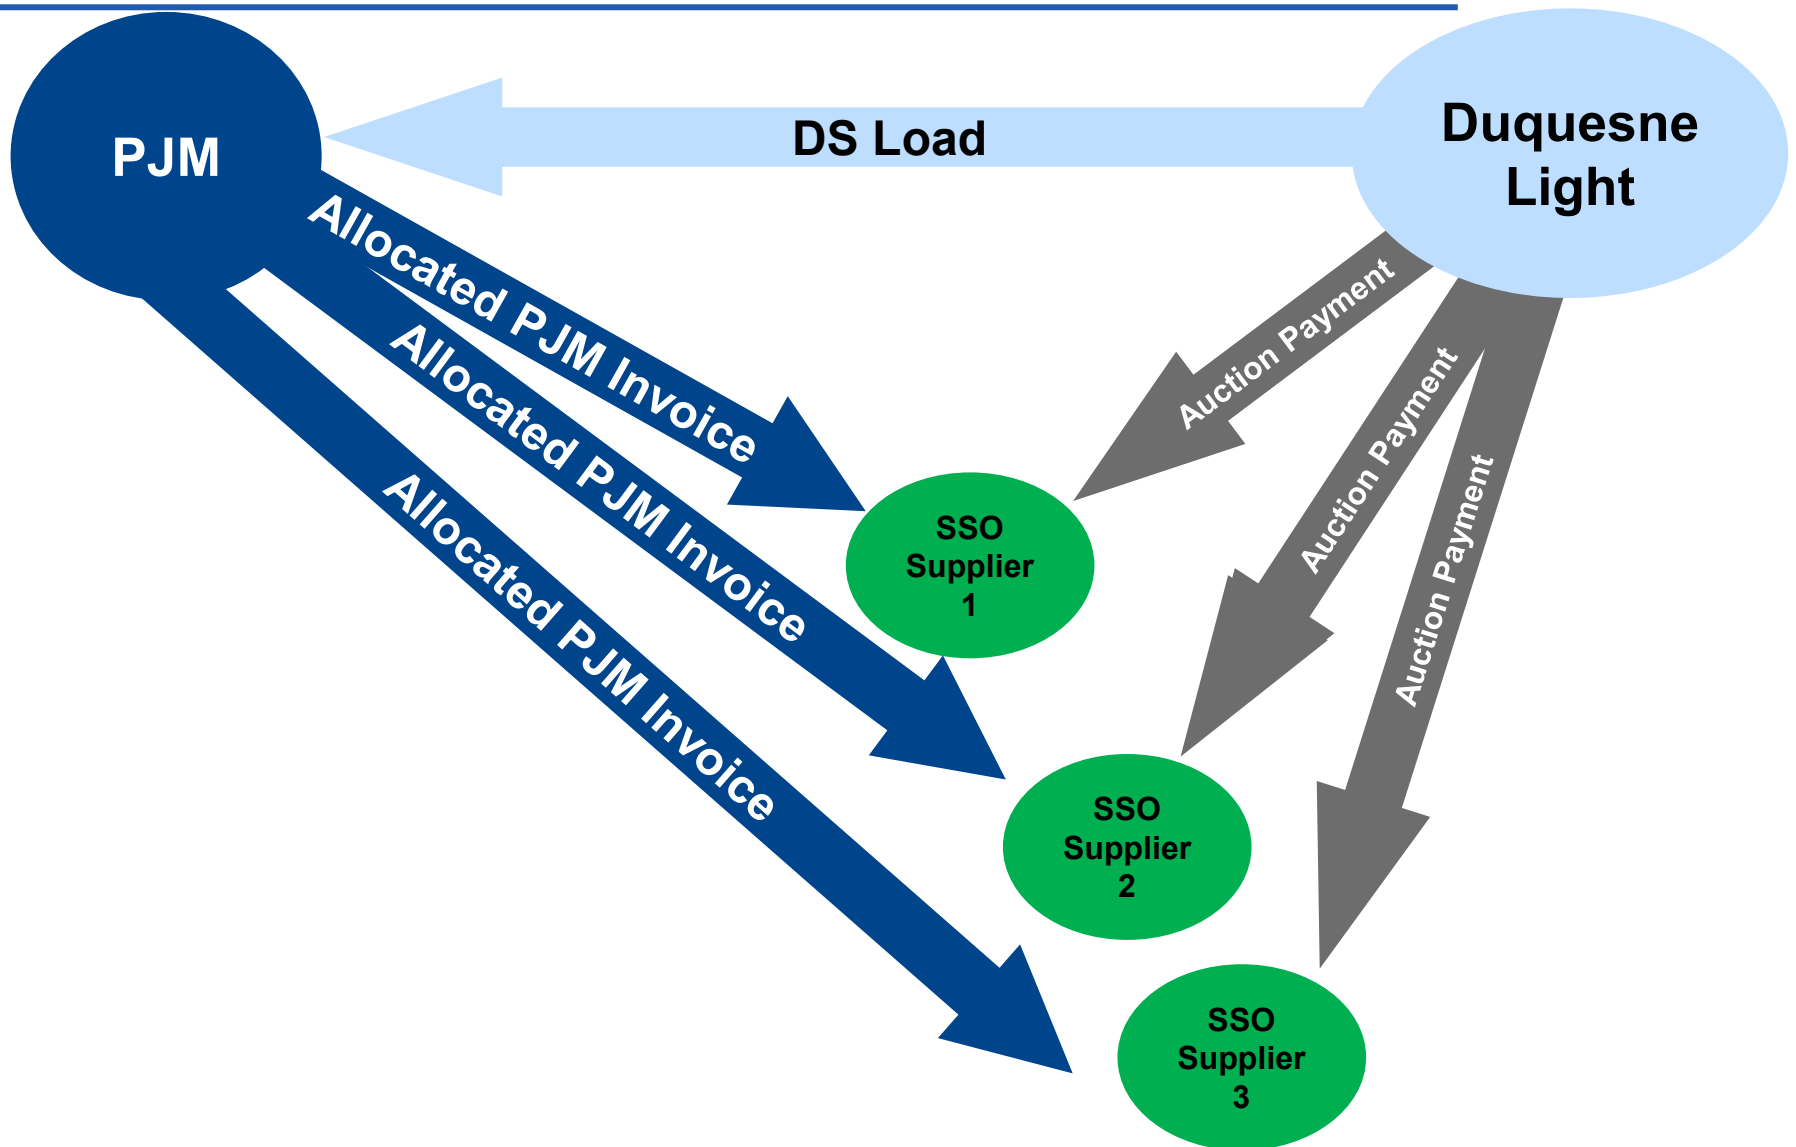 PJM
DS Load
Duquesne
Light
Allocated PJM Invoice
Allocated PJM Invoice
Allocated PJM Invoice
Auction Payment
Auction Payment
Auction Payment
SSO
Supplier
1
SSO
Supplier
2
SSO
Supplier
3